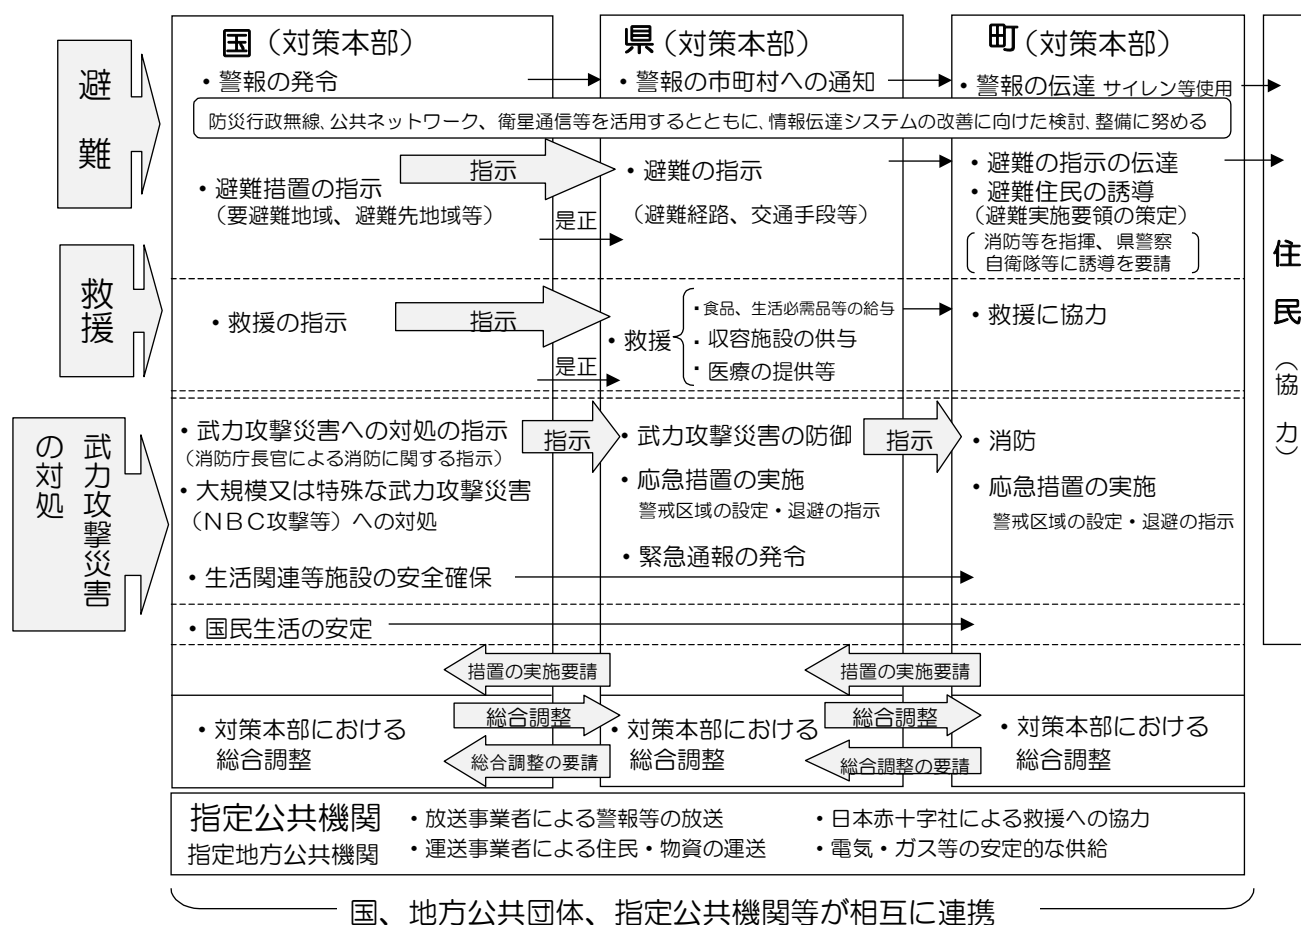 避難
国（対策本部）
県（対策本部）
町（対策本部）
・警報の発令
・警報の市町村への通知
・警報の伝達 サイレン等使用
防災行政無線、公共ネットワーク、衛星通信等を活用するとともに、情報伝達システムの改善に向けた検討、整備に努める
・避難措置の指示
（要避難地域、避難先地域等）
指示
是正
・避難の指示
（避難経路、交通手段等）
・避難の指示の伝達
・避難住民の誘導
（避難実施要領の策定）
消防等を指揮、県警察
自衛隊等に誘導を要請
救援
・救援の指示
指示
是正
・救援
・食品、生活必需品等の給与
・収容施設の供与
・医療の提供等
・救援に協力
武力攻撃災害
の対処
・武力攻撃災害への対処の指示
（消防庁長官による消防に関する指示）
・大規模又は特殊な武力攻撃災害
（ＮＢＣ攻撃等）への対処
・生活関連等施設の安全確保
指示
・武力攻撃災害の防御
・応急措置の実施
警戒区域の設定・退避の指示
・緊急通報の発令
指示
・消防
・応急措置の実施
警戒区域の設定・退避の指示
・国民生活の安定
措置の実施要請
措置の実施要請
・対策本部における
総合調整
総合調整
総合調整の要請
・対策本部における
総合調整
総合調整
総合調整の要請
・対策本部における
総合調整
住民（協力）
指定公共機関
指定地方公共機関
・放送事業者による警報等の放送
・運送事業者による住民・物資の運送
・日本赤十字社による救援への協力
・電気・ガス等の安定的な供給
国、地方公共団体、指定公共機関等が相互に連携